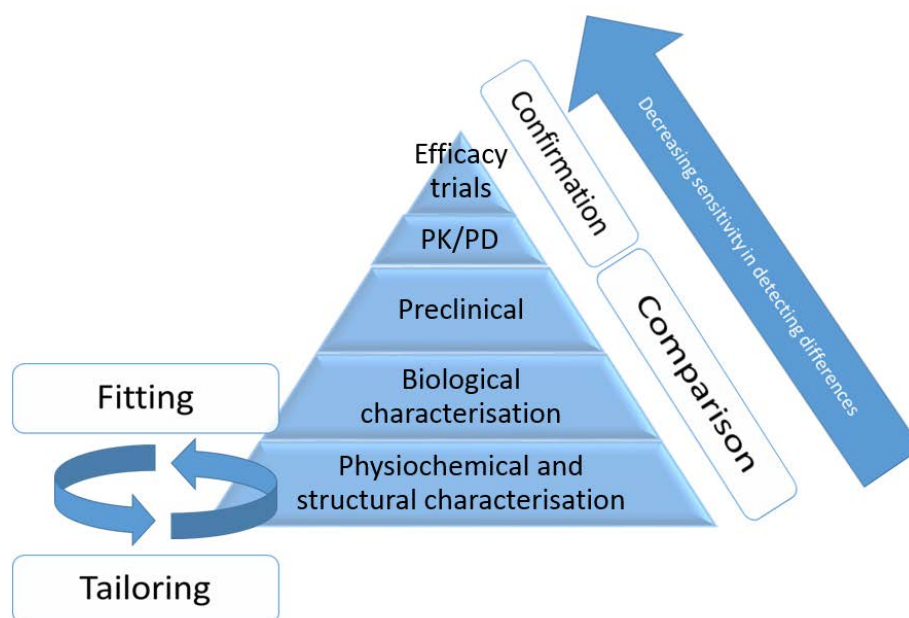 Efficacy
trials
PK/PD
Preclinical
Biological
characterisation
Physiochemical and
structural characterisation
Fitting
Tailoring
Confirmation
Comparison
Decreasing sensitivity in detecting differences